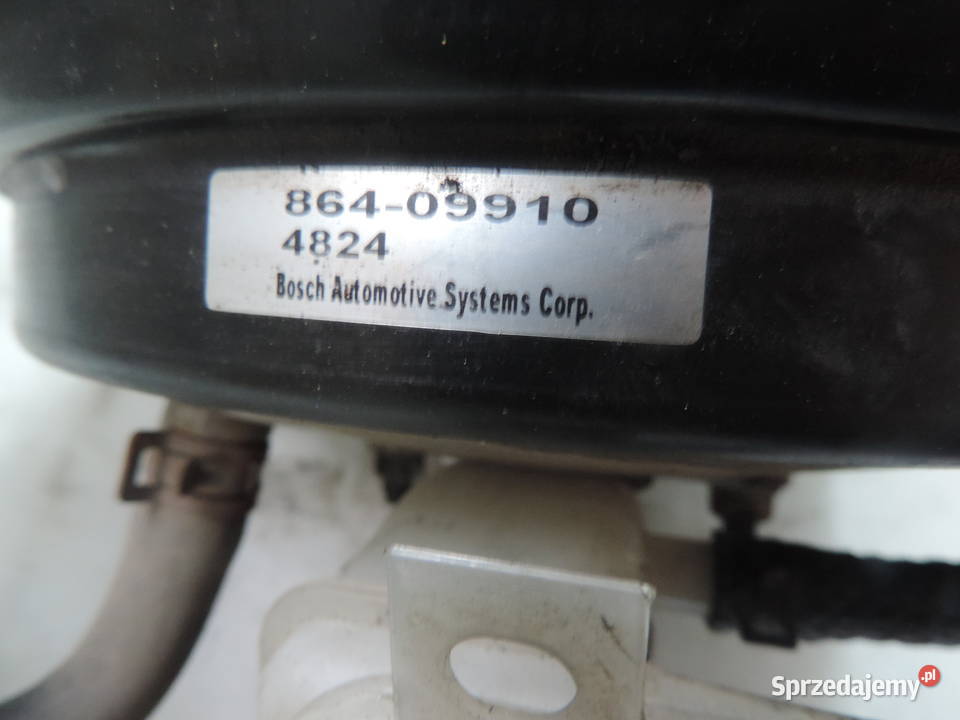 864-09910
4824
Bosch Automotive Systems Corp.
Sprzedajemy.pl